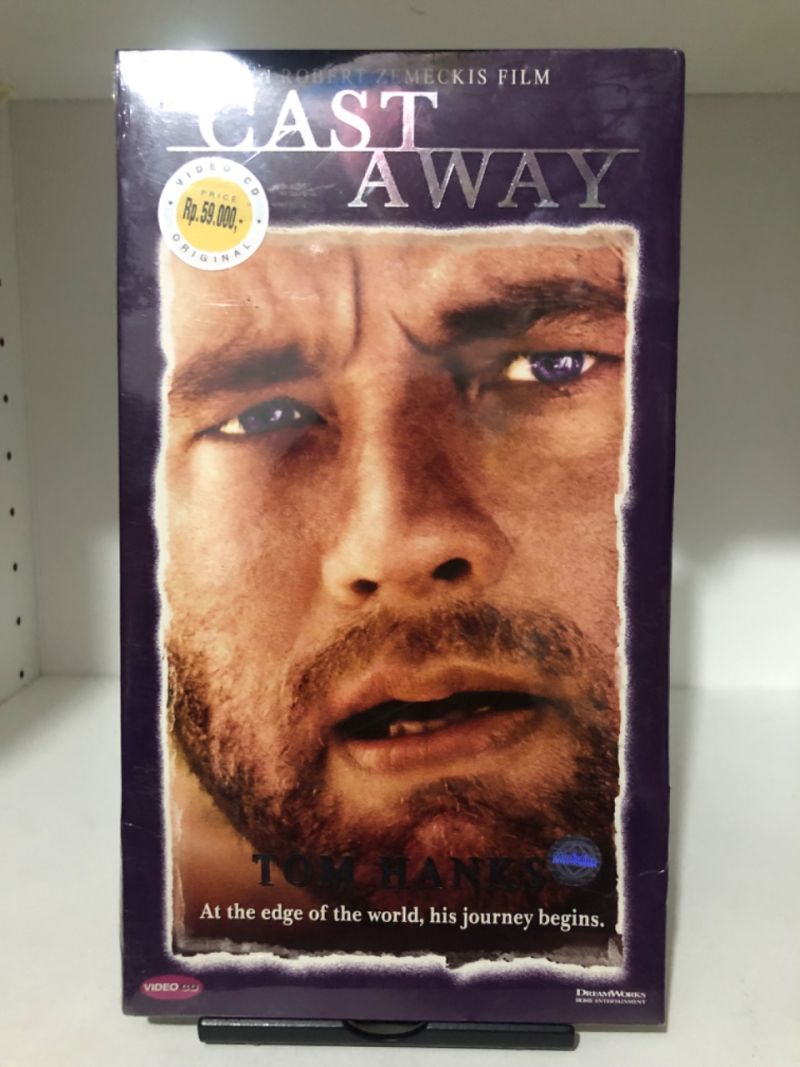 ROBERT ZEMECKIS FILM
CAST
AWAY
VIDEO CD
PRICE
Rp.59.000,-
ORIGINAL
TOM HANKS
At the edge of the world, his journey begins.
VIDEO CD
DREAMWORKS
HOME ENTERTAINMENT